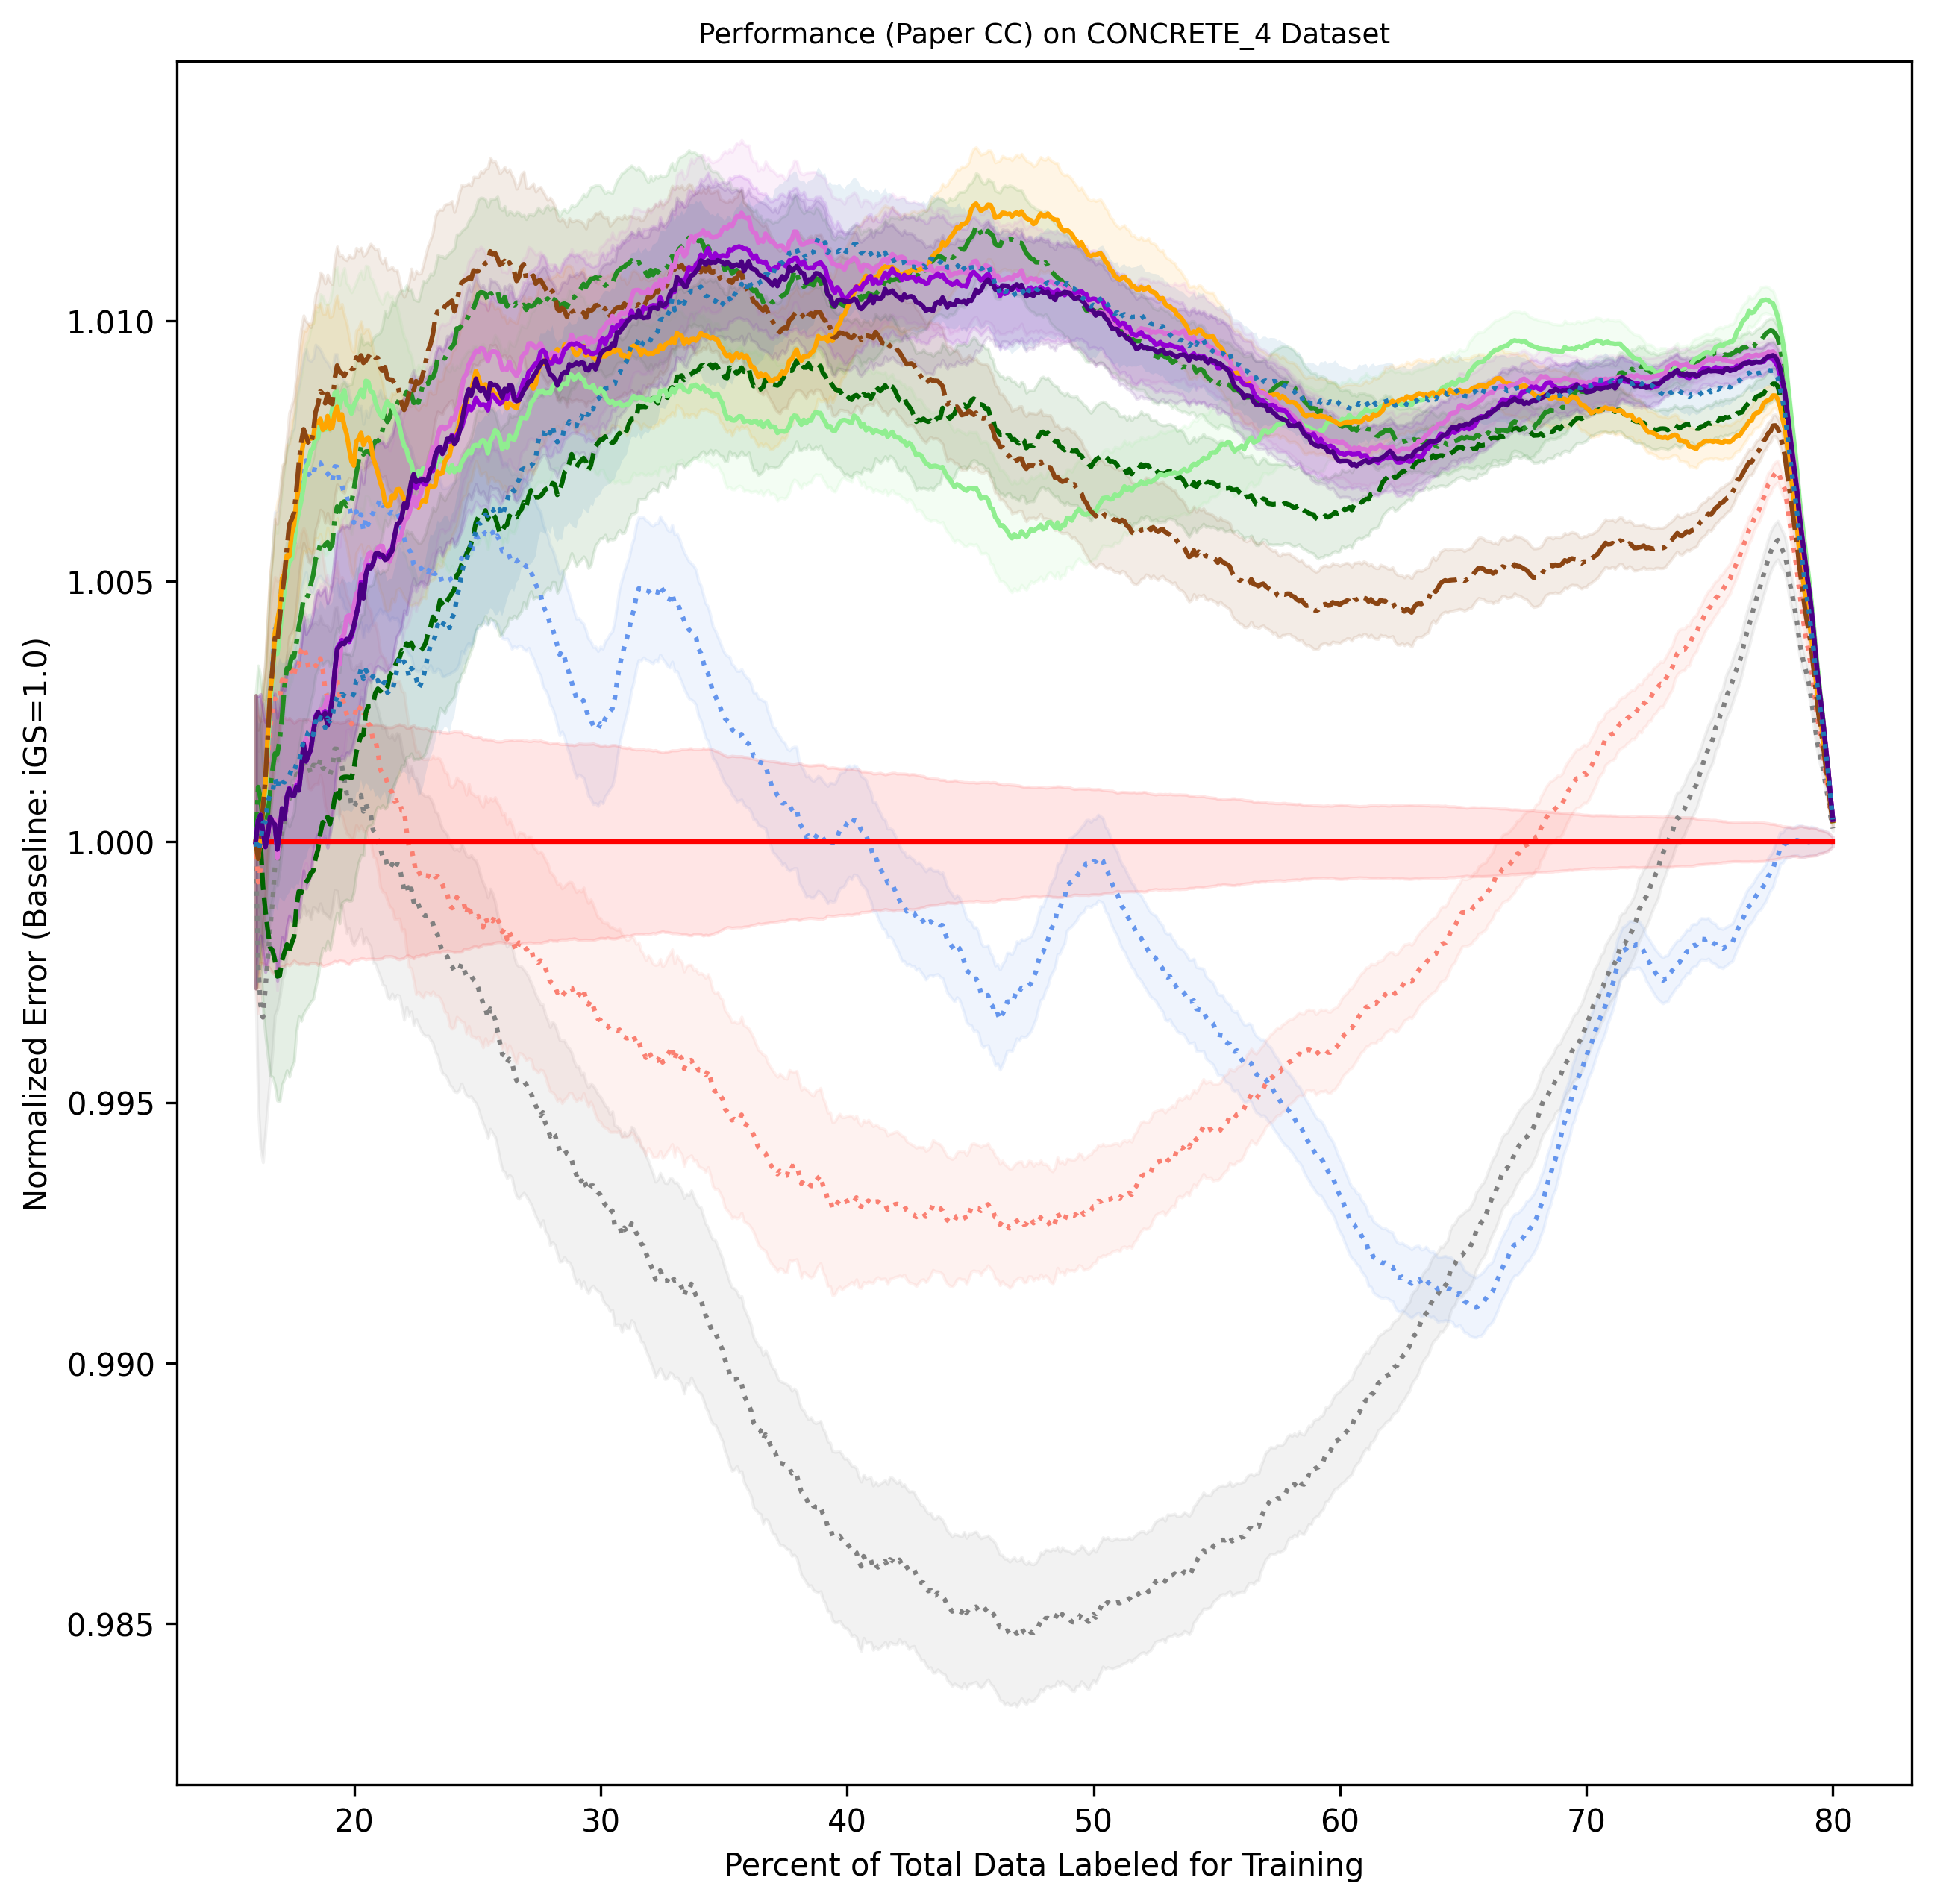 Performance (Paper CC) on CONCRETE_4 Dataset
Normalized Error (Baseline: iGS=1.0)
1.010
1.005
1.000
0.995
0.990
0.985
20 30 40 50 60 70 80
Percent of Total Data Labeled for Training